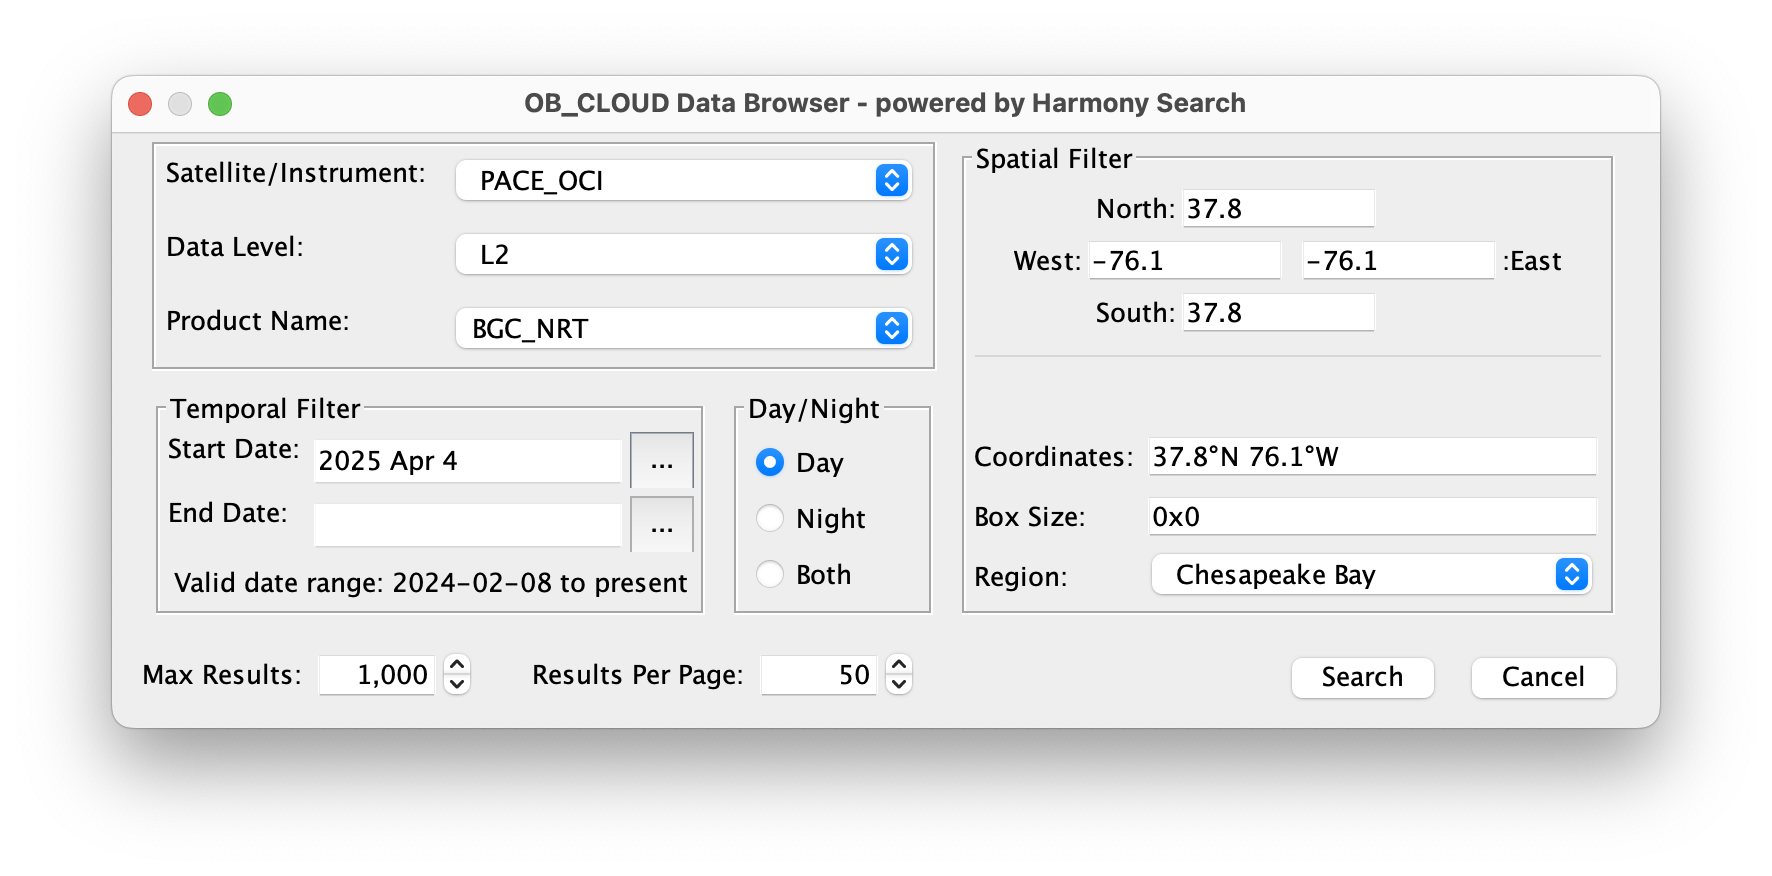 OB_CLOUD Data Browser - powered by Harmony Search
Satellite/Instrument: PACE_OCI
Data Level: L2
Product Name: BGC_NRT
Temporal Filter
Start Date: 2025 Apr 4 ...
End Date: ...
Valid date range: 2024-02-08 to present
Day/Night
Day
Night
Both
Spatial Filter
North: 37.8
West: -76.1 -76.1 :East
South: 37.8
Coordinates: 37.8°N 76.1°W
Box Size: 0x0
Region: Chesapeake Bay
Max Results: 1,000 Results Per Page: 50
Search Cancel